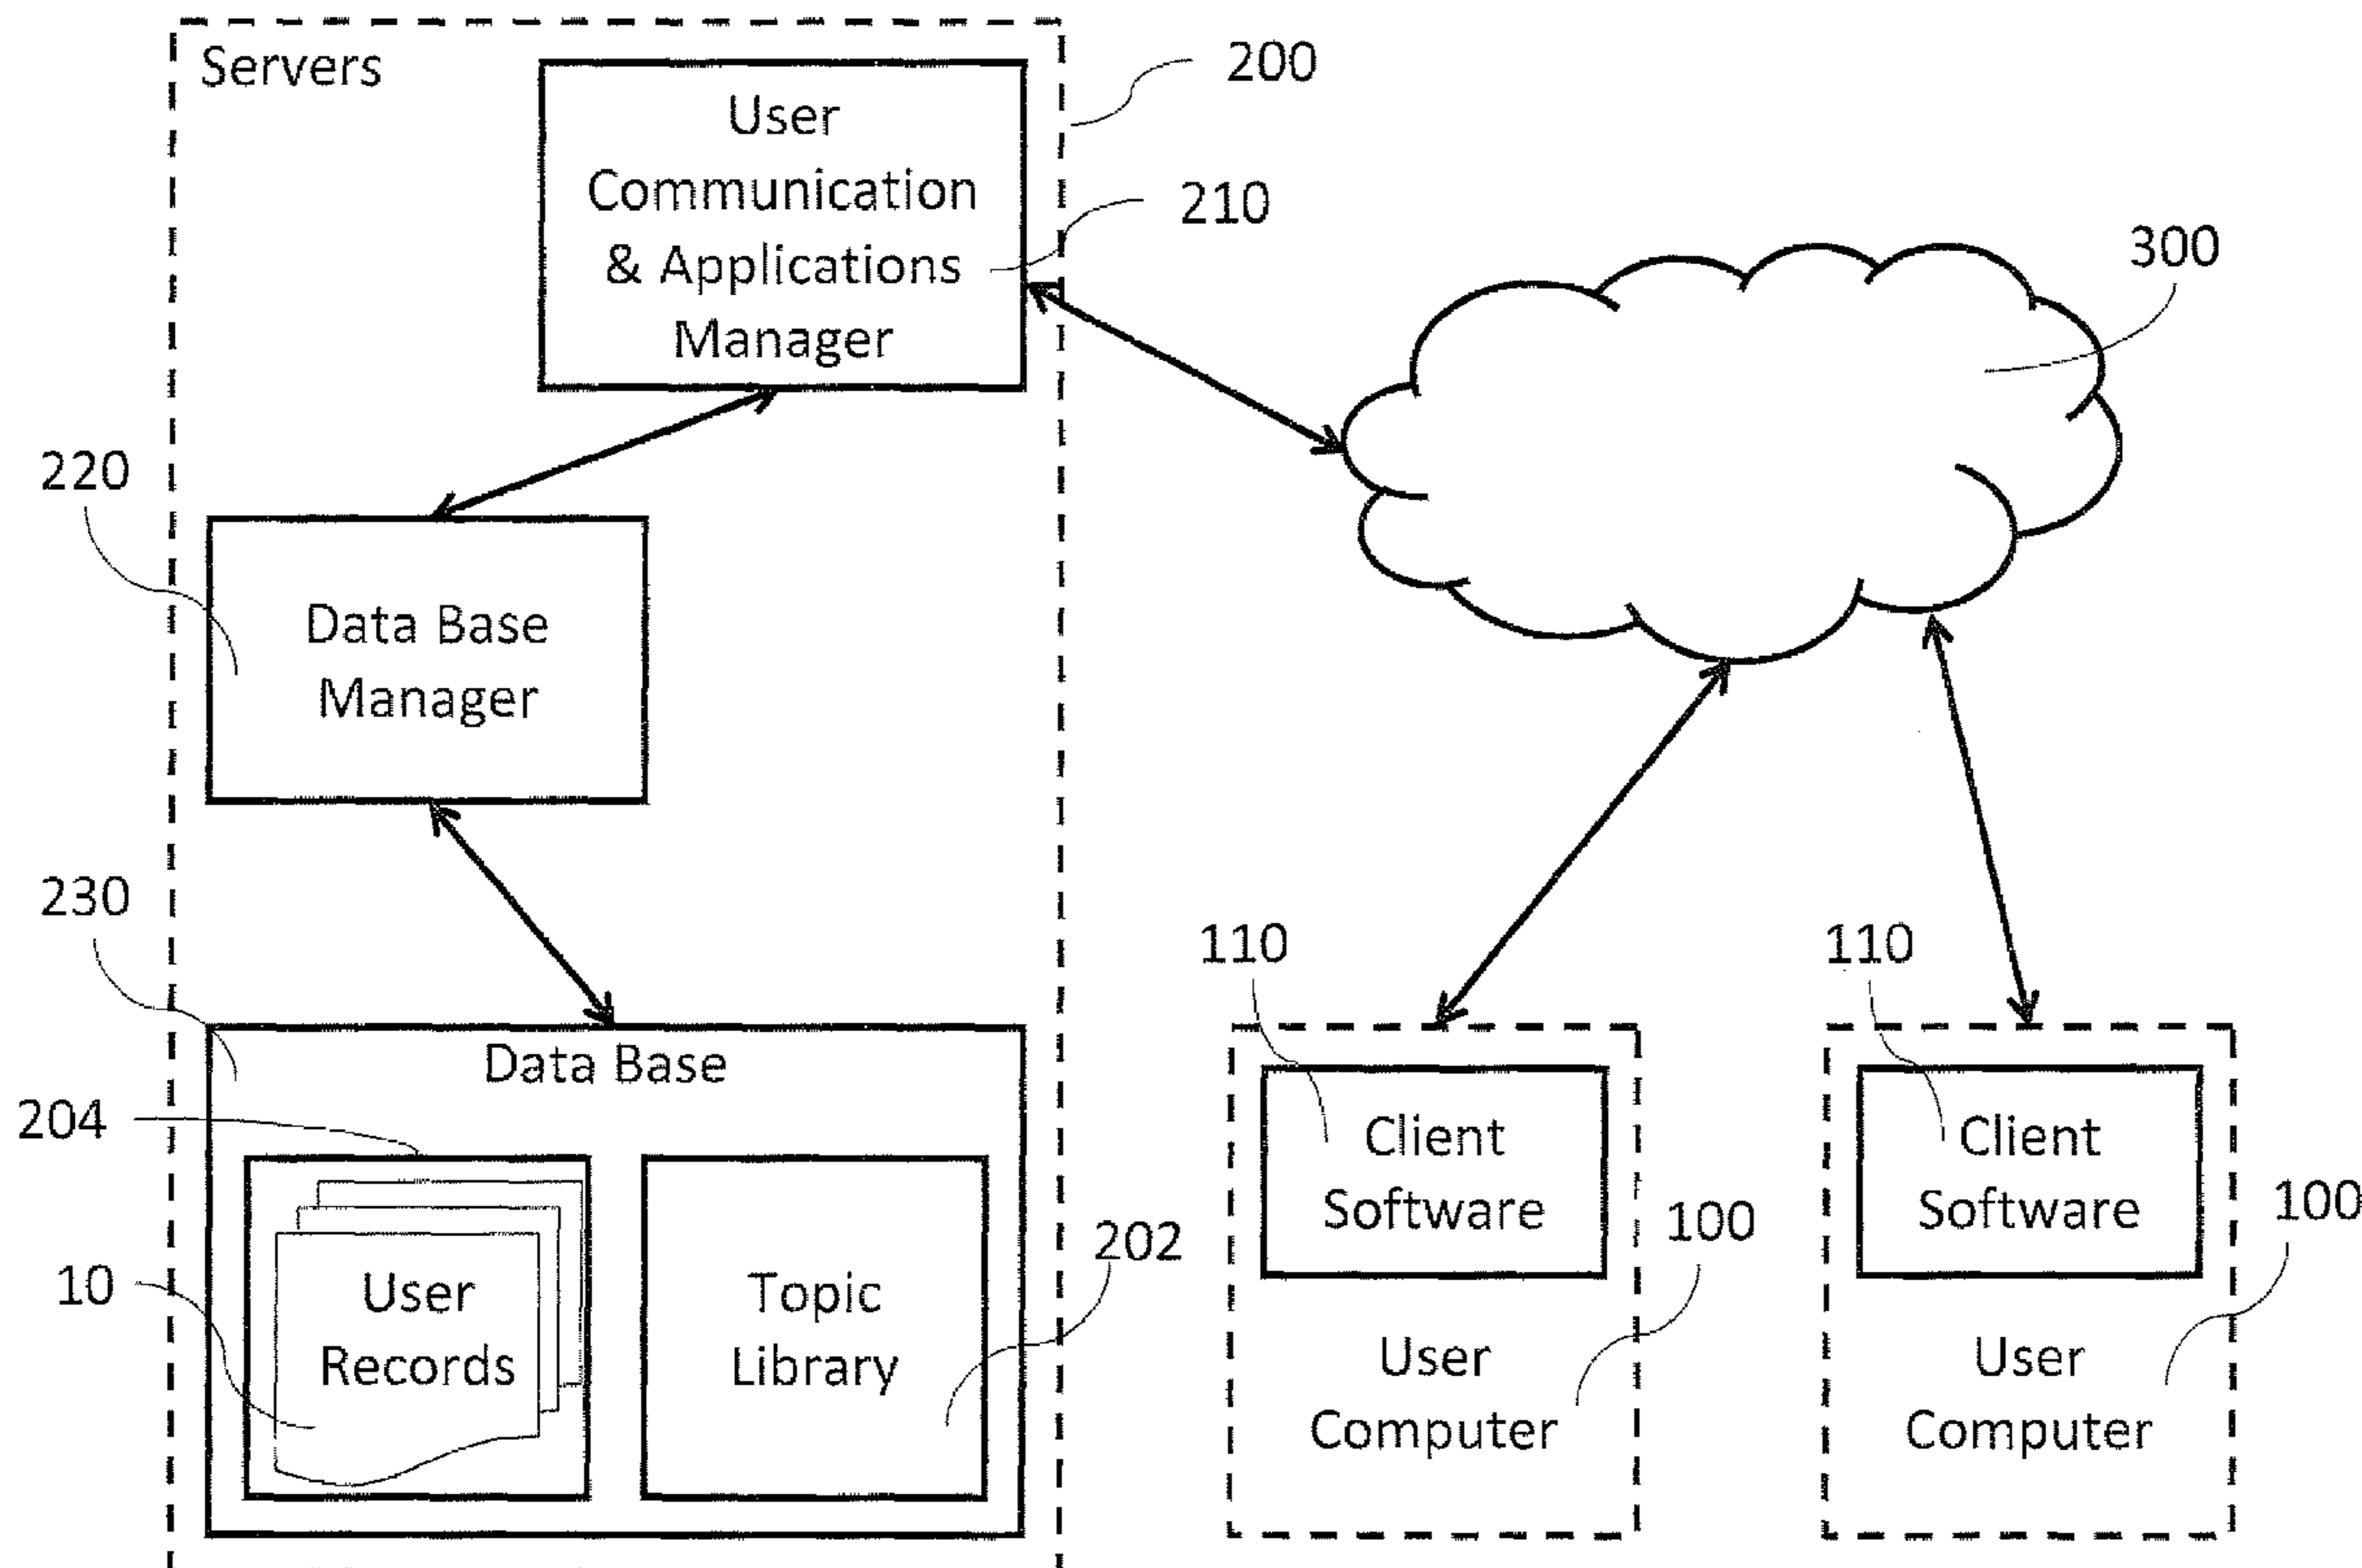 Servers
200
User
Communication
& Applications
Manager
210
300
220
Data Base
Manager
230
Data Base
204
10
User
Records
Topic
Library
202
110
Client
Software
100
User
Computer
110
Client
Software
100
User
Computer